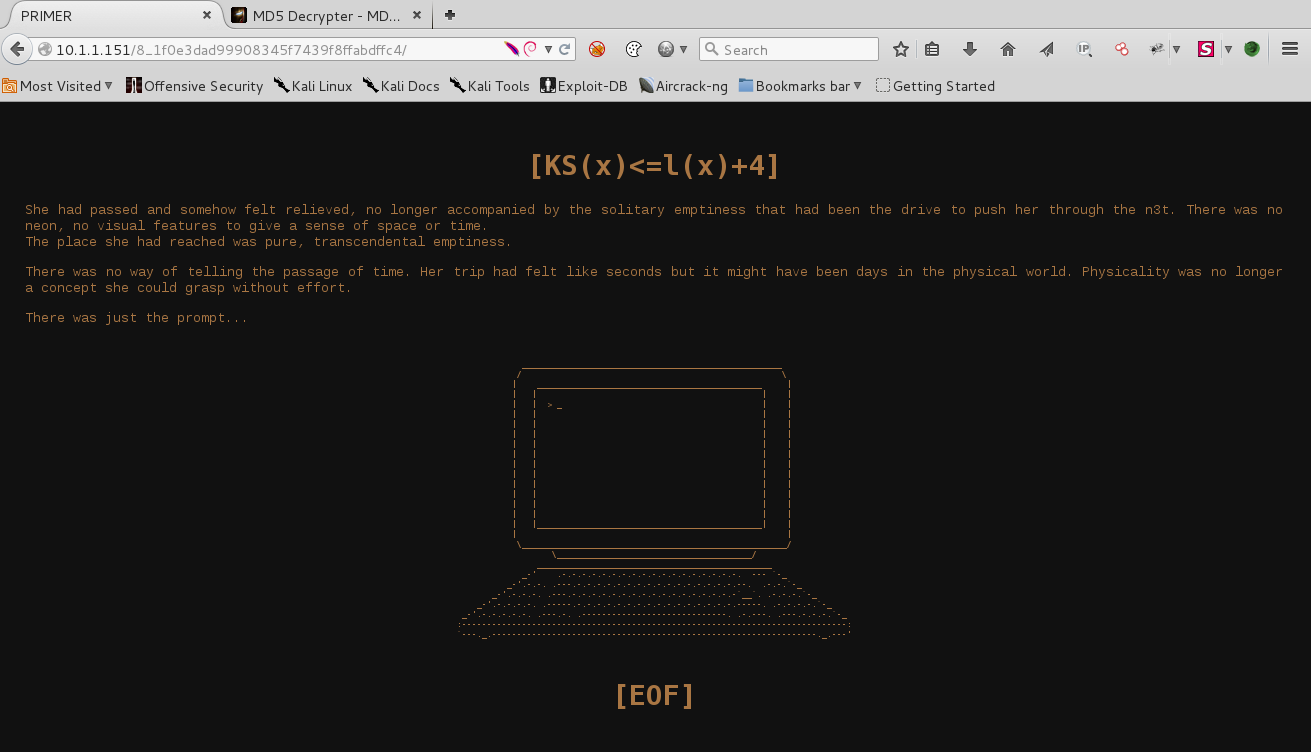 PRIMER
MD5 Decrypter - MD...
10.1.1.151/8_1f0e3dad99908345f7439f8ffabdffc4/
Search
IP
S
Most Visited
Offensive Security
Kali Linux
Kali Docs
Kali Tools
Exploit-DB
Aircrack-ng
Bookmarks bar
Getting Started
[KS(x)<=l(x)+4]
She had passed and somehow felt relieved, no longer accompanied by the solitary emptiness that had been the drive to push her through the n3t. There was no
neon, no visual features to give a sense of space or time.
The place she had reached was pure, transcendental emptiness.
There was no way of telling the passage of time. Her trip had felt like seconds but it might have been days in the physical world. Physicality was no longer
a concept she could grasp without effort.
There was just the prompt...
>_
[EOF]